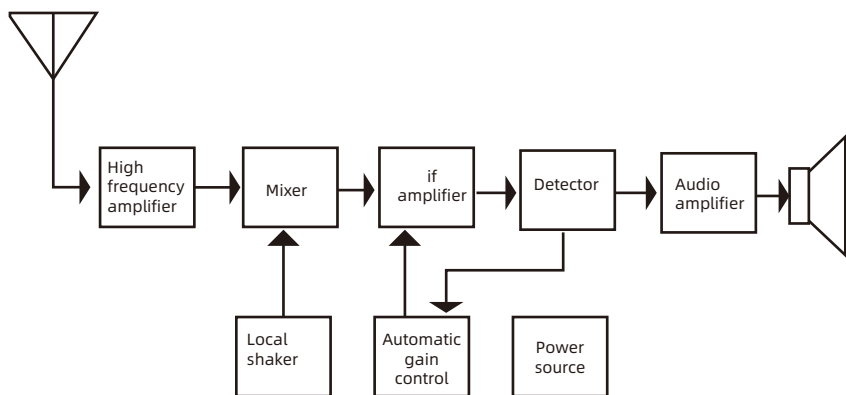 High
frequency
amplifier
Mixer
if
amplifier
Detector
Audio
amplifier
Local
shaker
Automatic
gain
control
Power
source